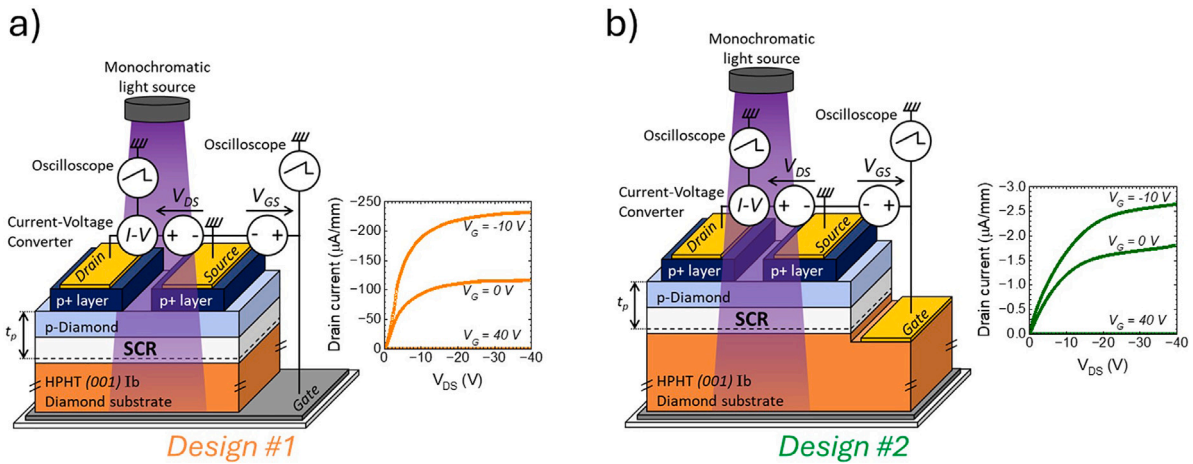 a)
Monochromatic
light source
Oscilloscope
Oscilloscope
V_DS
V_GS
Current-Voltage
Converter
I-V
+ -
- +
Drain
Source
p+ layer
p+ layer
t_p
p-Diamond
SCR
HPHT (001) Ib
Diamond substrate
Gate
Design #1
Drain current (μA/mm)
−250
−200
−150
−100
−50
0
V_G = -10 V
V_G = 0 V
V_G = 40 V
0 −10 −20 −30 −40
V_DS (V)
b)
Monochromatic
light source
Oscilloscope
Oscilloscope
V_DS
V_GS
Current-Voltage
Converter
I-V
+ -
- +
Drain
Source
p+ layer
p+ layer
t_p
p-Diamond
SCR
Gate
HPHT (001) Ib
Diamond substrate
Design #2
Drain current (μA/mm)
−3.0
−2.5
−2.0
−1.5
−1.0
−0.5
0.0
V_G = -10 V
V_G = 0 V
V_G = 40 V
0 −10 −20 −30 −40
V_DS (V)